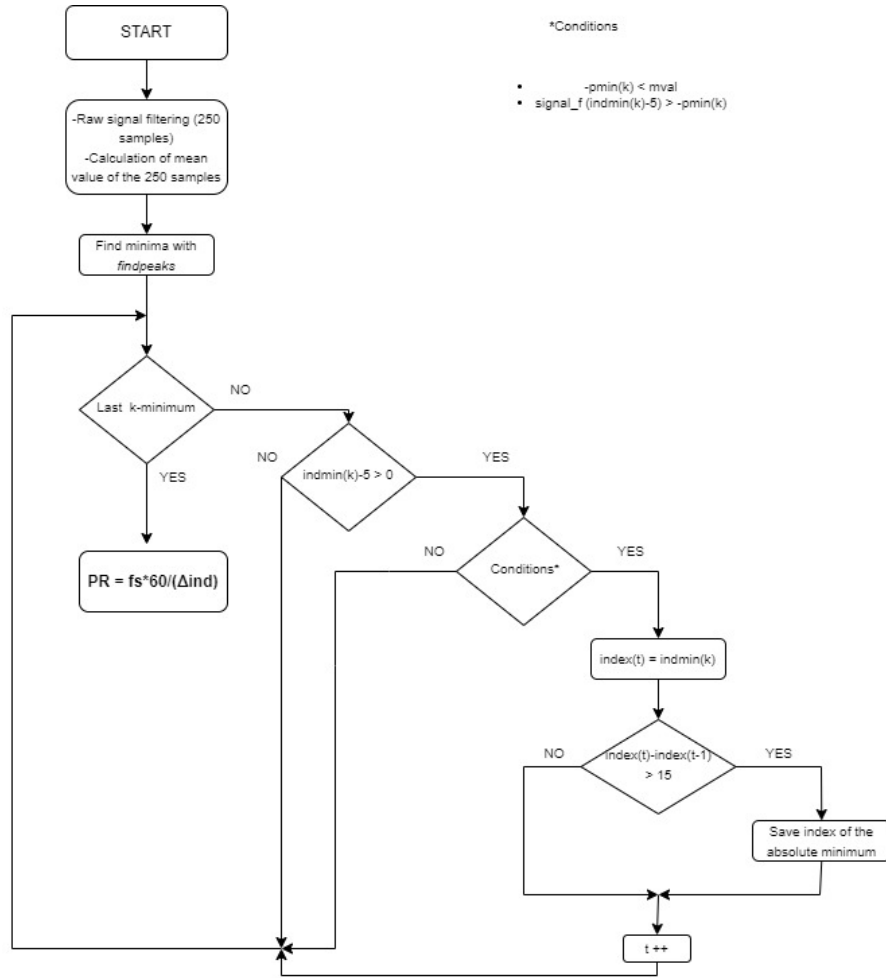 START
*Conditions
• -pmin(k) < mval
• signal_f (indmin(k)-5) > -pmin(k)
-Raw signal filtering (250
samples)
-Calculation of mean
value of the 250 samples
Find minima with
findpeaks
Last k-minimum
NO
YES
PR = fs*60/(Δind)
indmin(k)-5 > 0
NO
YES
Conditions*
NO
YES
index(t) = indmin(k)
index(t)-index(t-1)
> 15
NO
YES
Save index of the
absolute minimum
t ++